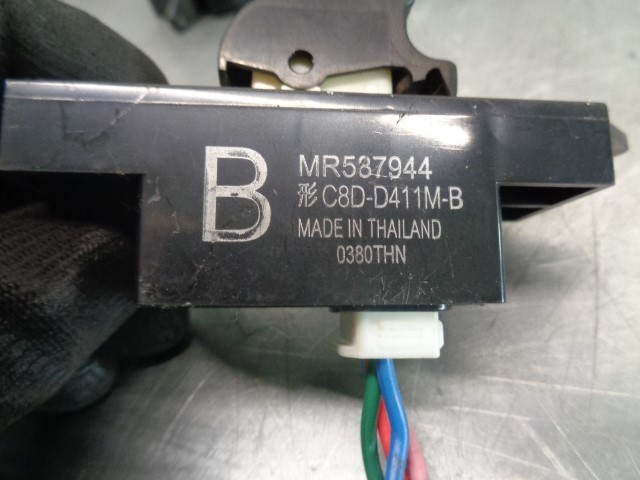 B
MR587944
形 C8D-D411M-B
MADE IN THAILAND
0380THN